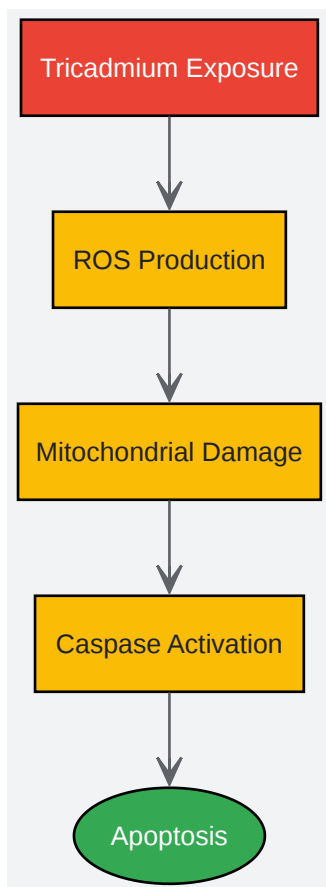 Tricadmium Exposure
ROS Production
Mitochondrial Damage
Caspase Activation
Apoptosis